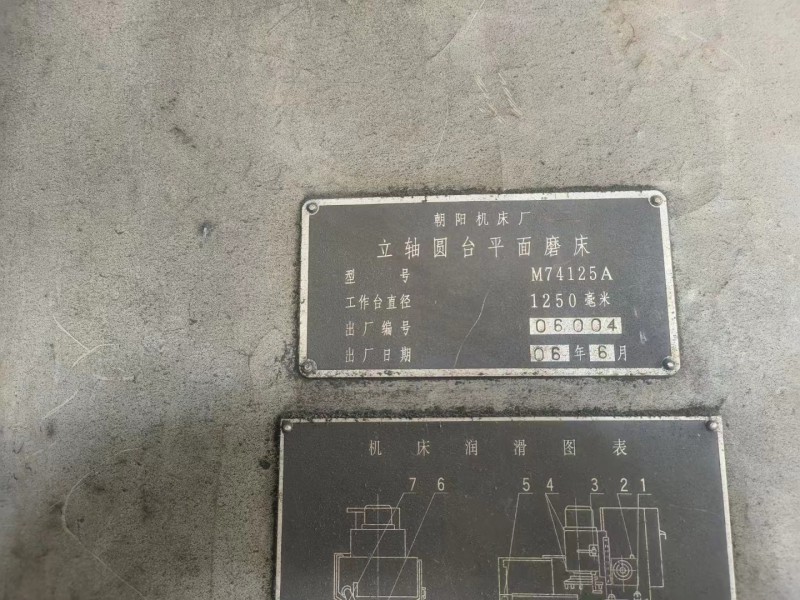 朝阳机床厂
立轴圆台平面磨床
型 号 M74125A
工作台直径 1250毫米
出厂编号 06004
出厂日期 06年6月
机床润滑图表
7 6 5 4 3 2 1